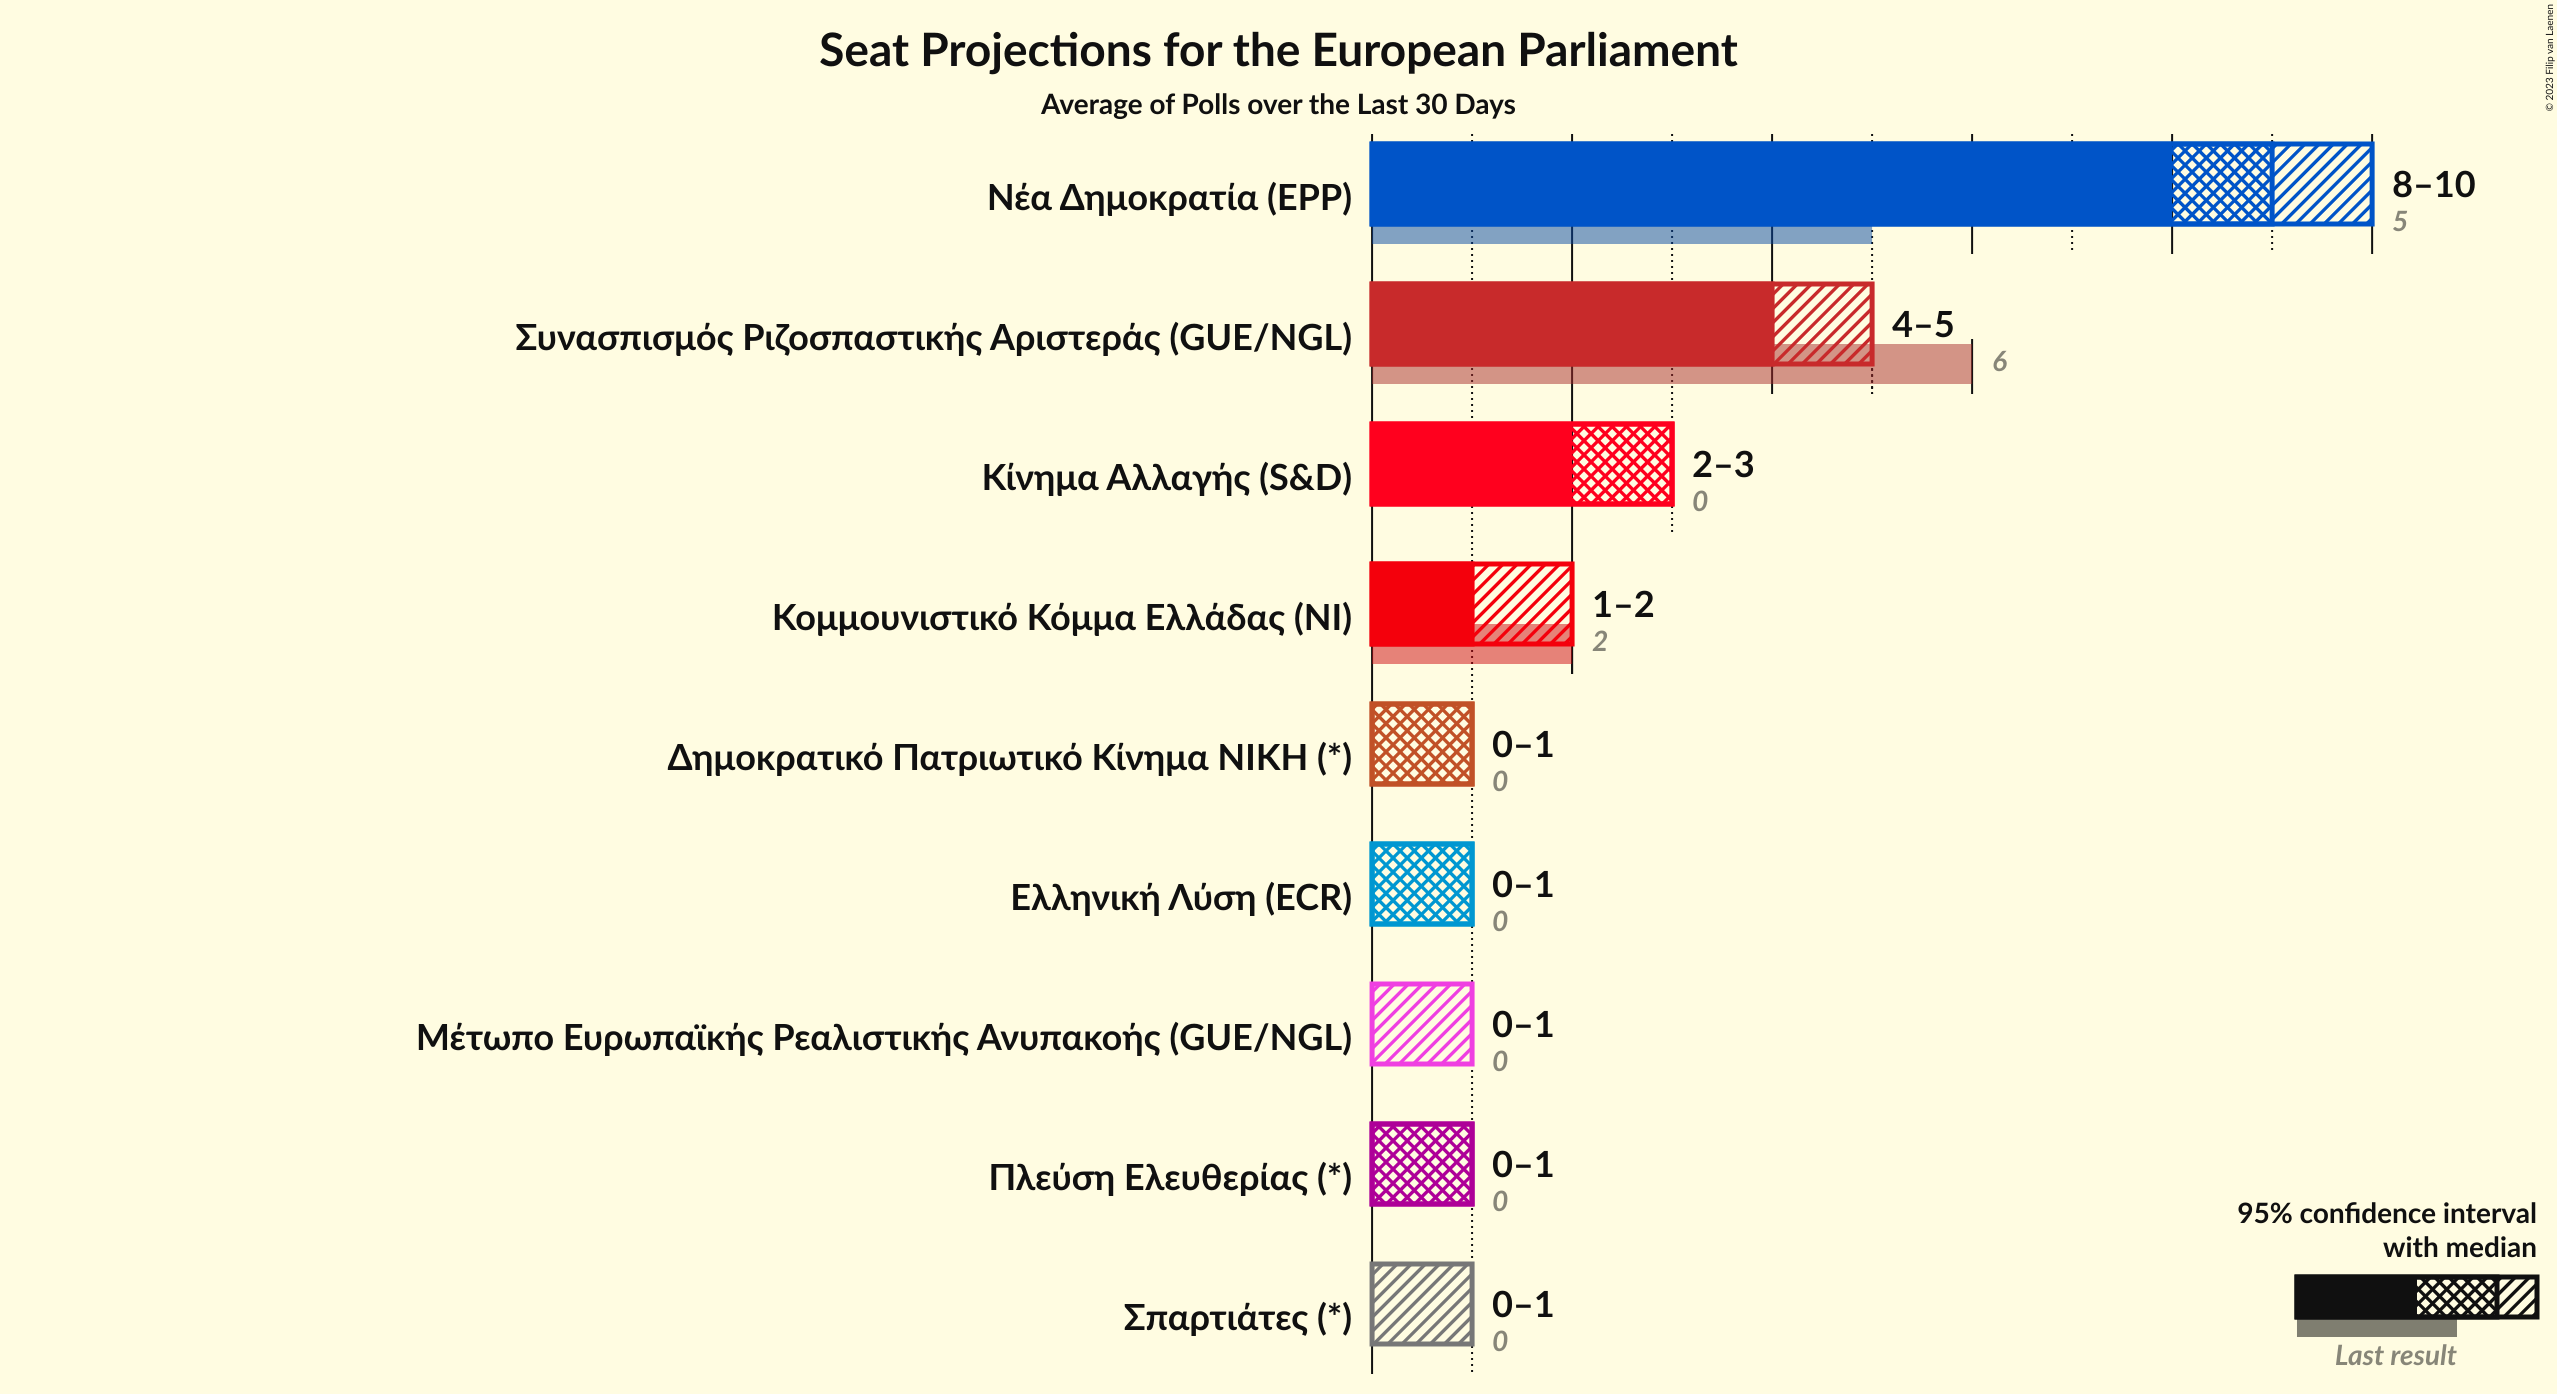 © 2023 Filip van Laenen
Seat Projections for the European Parliament
Average of Polls over the Last 30 Days
Νέα Δημοκρατία (EPP)
8–10
5
Συνασπισμός Ριζοσπαστικής Αριστεράς (GUE/NGL)
4–5
6
Κίνημα Αλλαγής (S&D)
2–3
0
Κομμουνιστικό Κόμμα Ελλάδας (NI)
1–2
2
Δημοκρατικό Πατριωτικό Κίνημα ΝΙΚΗ (*)
0–1
0
Ελληνική Λύση (ECR)
0–1
0
Μέτωπο Ευρωπαϊκής Ρεαλιστικής Ανυπακοής (GUE/NGL)
0–1
0
Πλεύση Ελευθερίας (*)
0–1
0
Σπαρτιάτες (*)
0–1
0
95% confidence interval
with median
Last result